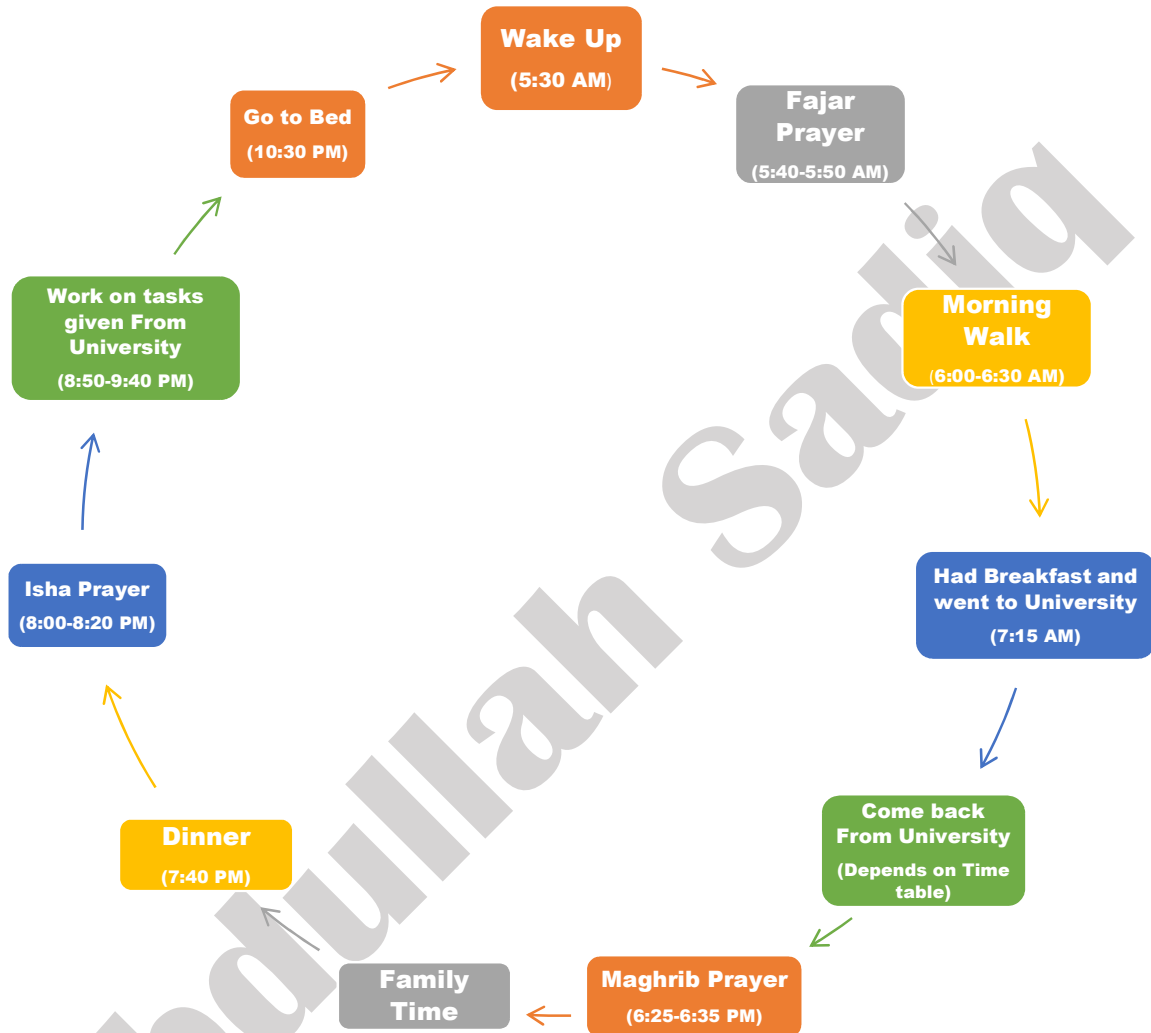 Wake Up
(5:30 AM)
Fajar
Prayer
(5:40-5:50 AM)
Morning
Walk
(6:00-6:30 AM)
Had Breakfast and
went to University
(7:15 AM)
Come back
From University
(Depends on Time
table)
Maghrib Prayer
(6:25-6:35 PM)
Family
Time
Dinner
(7:40 PM)
Isha Prayer
(8:00-8:20 PM)
Work on tasks
given From
University
(8:50-9:40 PM)
Go to Bed
(10:30 PM)
bdullah Sadiq